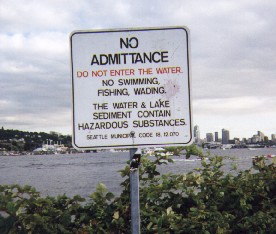 NO
ADMITTANCE
DO NOT ENTER THE WATER.
NO SWIMMING,
FISHING, WADING.
THE WATER & LAKE
SEDIMENT CONTAIN
HAZARDOUS SUBSTANCES.
SEATTLE MUNICIPAL CODE 18.12.070